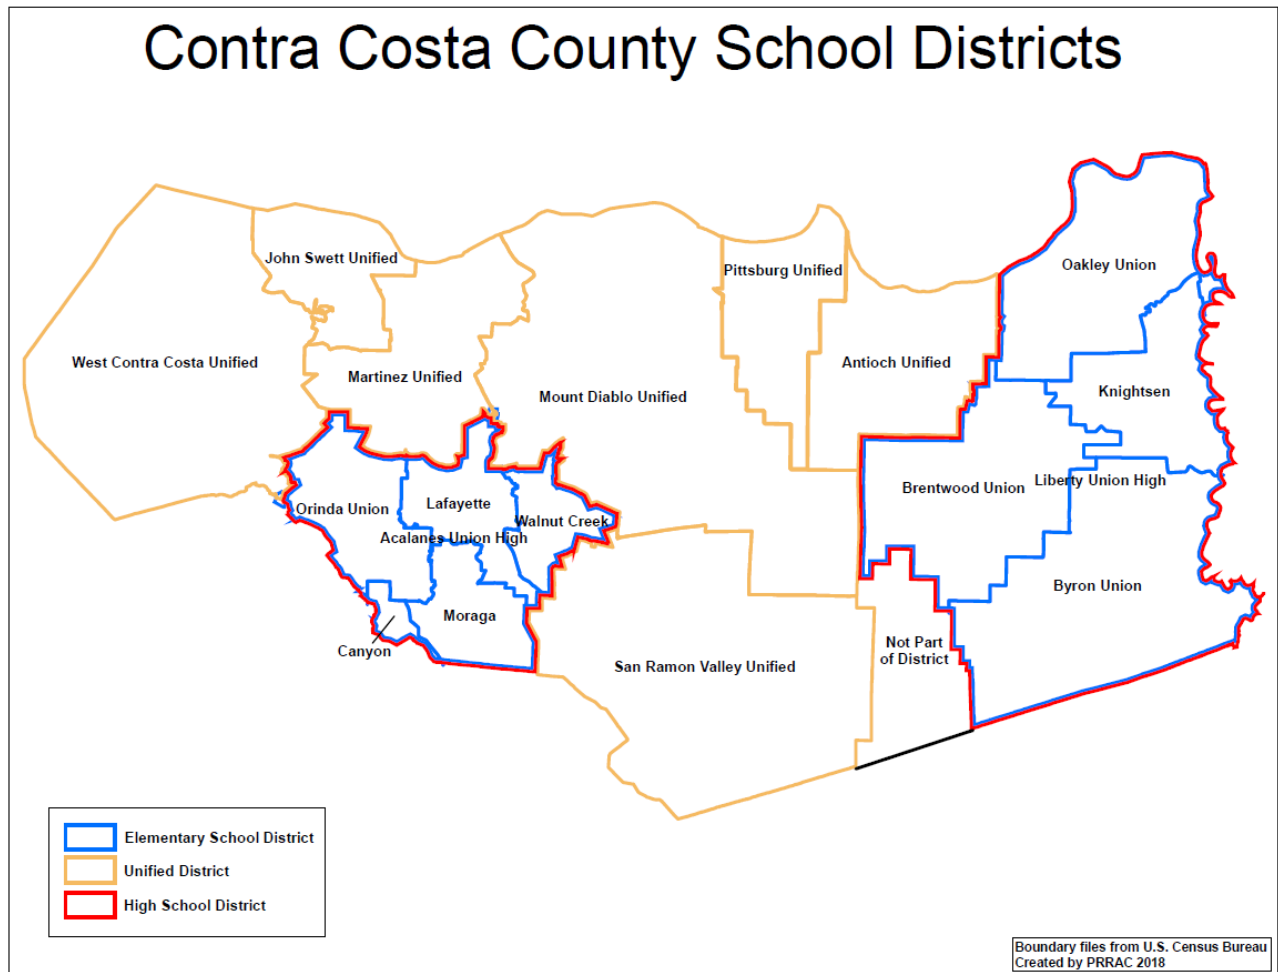 Contra Costa County School Districts
John Swett Unified
Pittsburg Unified
Oakley Union
West Contra Costa Unified
Martinez Unified
Mount Diablo Unified
Antioch Unified
Knightsen
Orinda Union
Lafayette
Walnut Creek
Acalanes Union High
Brentwood Union
Liberty Union High
Byron Union
Moraga
Canyon
San Ramon Valley Unified
Not Part
of District
Elementary School District
Unified District
High School District
Boundary files from U.S. Census Bureau
Created by PRRAC 2018